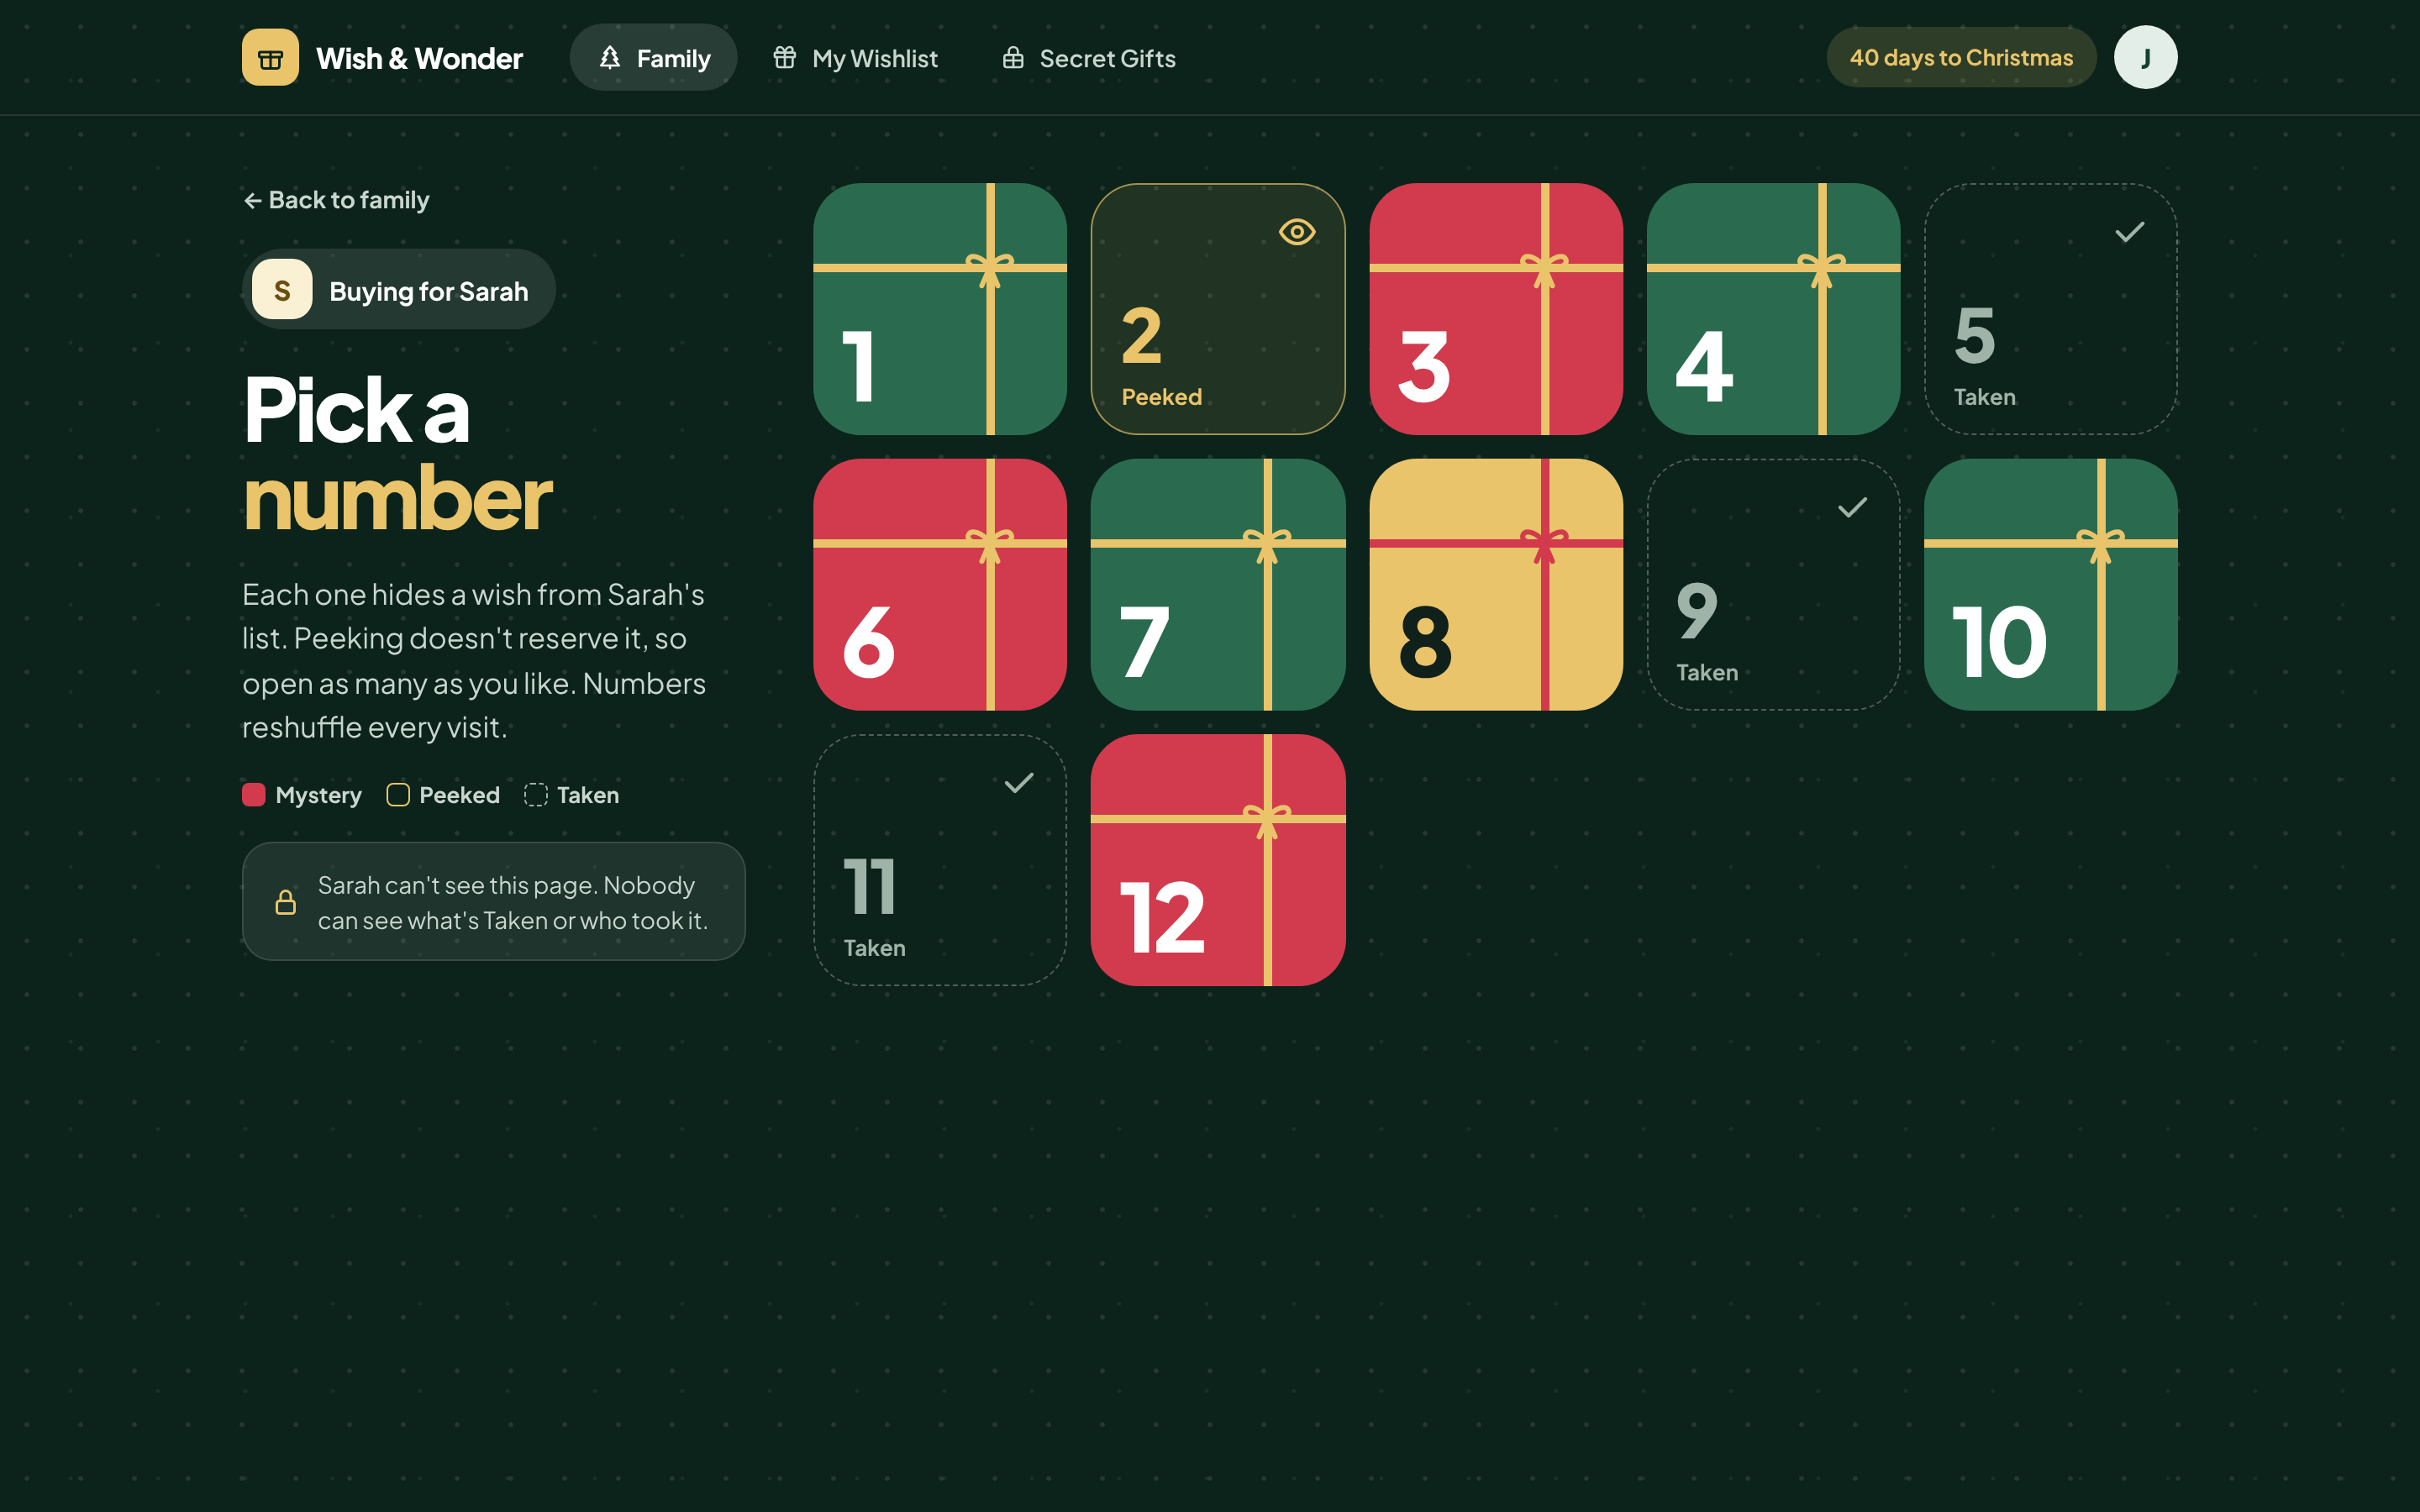 Wish & Wonder
Family
My Wishlist
Secret Gifts
40 days to Christmas
J
← Back to family
S
Buying for Sarah
Pick a
number
Each one hides a wish from Sarah's
list. Peeking doesn't reserve it, so
open as many as you like. Numbers
reshuffle every visit.
Mystery
Peeked
Taken
Sarah can't see this page. Nobody
can see what's Taken or who took it.
1
2
Peeked
3
4
5
Taken
6
7
8
9
Taken
10
11
Taken
12